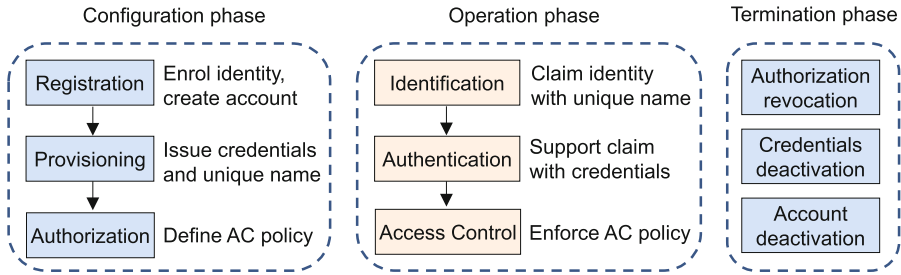 Configuration phase
Registration
Enrol identity,
create account
Provisioning
Issue credentials
and unique name
Authorization
Define AC policy
Operation phase
Identification
Claim identity
with unique name
Authentication
Support claim
with credentials
Access Control
Enforce AC policy
Termination phase
Authorization
revocation
Credentials
deactivation
Account
deactivation